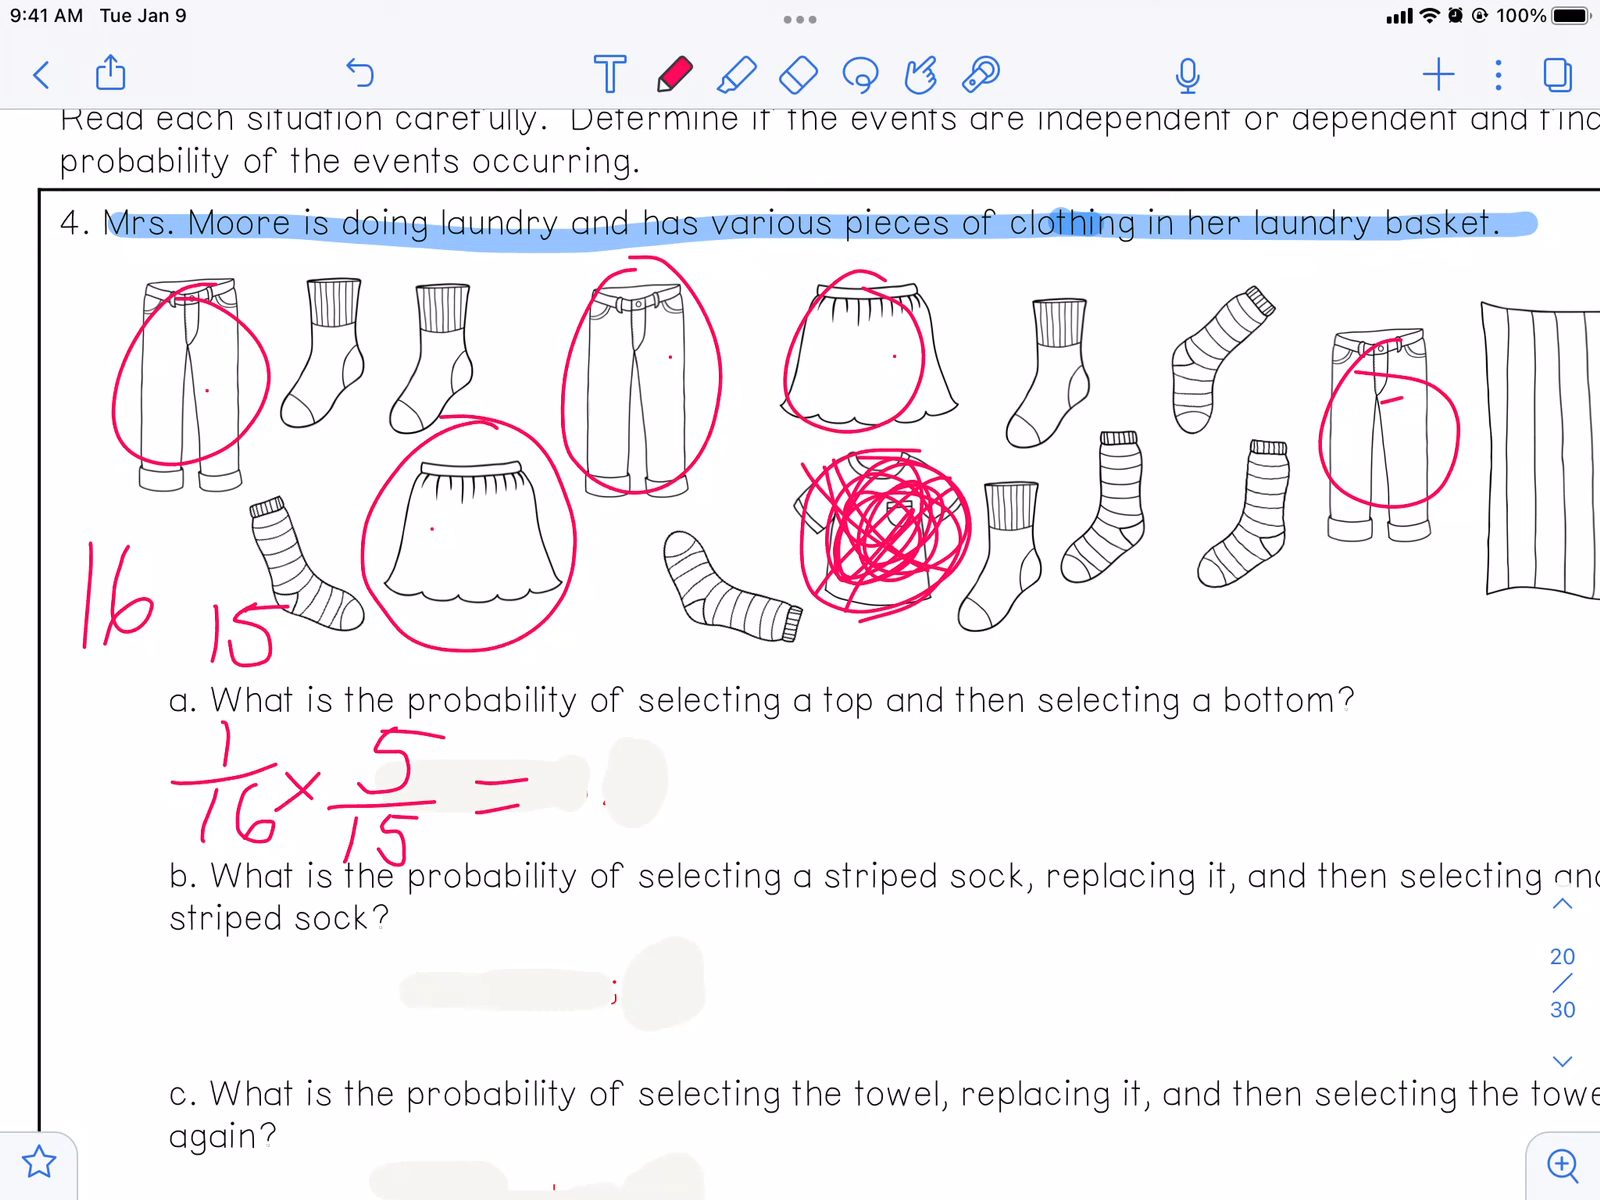 9:41 AM Tue Jan 9
100%
Read each situation carefully. Determine if the events are independent or dependent and find
probability of the events occurring.
4. Mrs. Moore is doing laundry and has various pieces of clothing in her laundry basket.
16
15
a. What is the probability of selecting a top and then selecting a bottom?
1/16 × 5/15 =
b. What is the probability of selecting a striped sock, replacing it, and then selecting
striped sock?
20
/
30
c. What is the probability of selecting the towel, replacing it, and then selecting the towe
again?